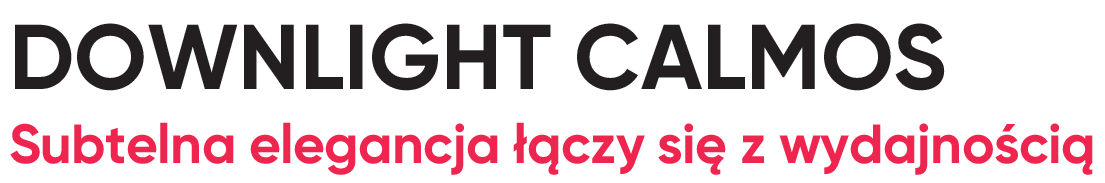 DOWNLIGHT CALMOS
Subtelna elegancja łączy się z wydajnością